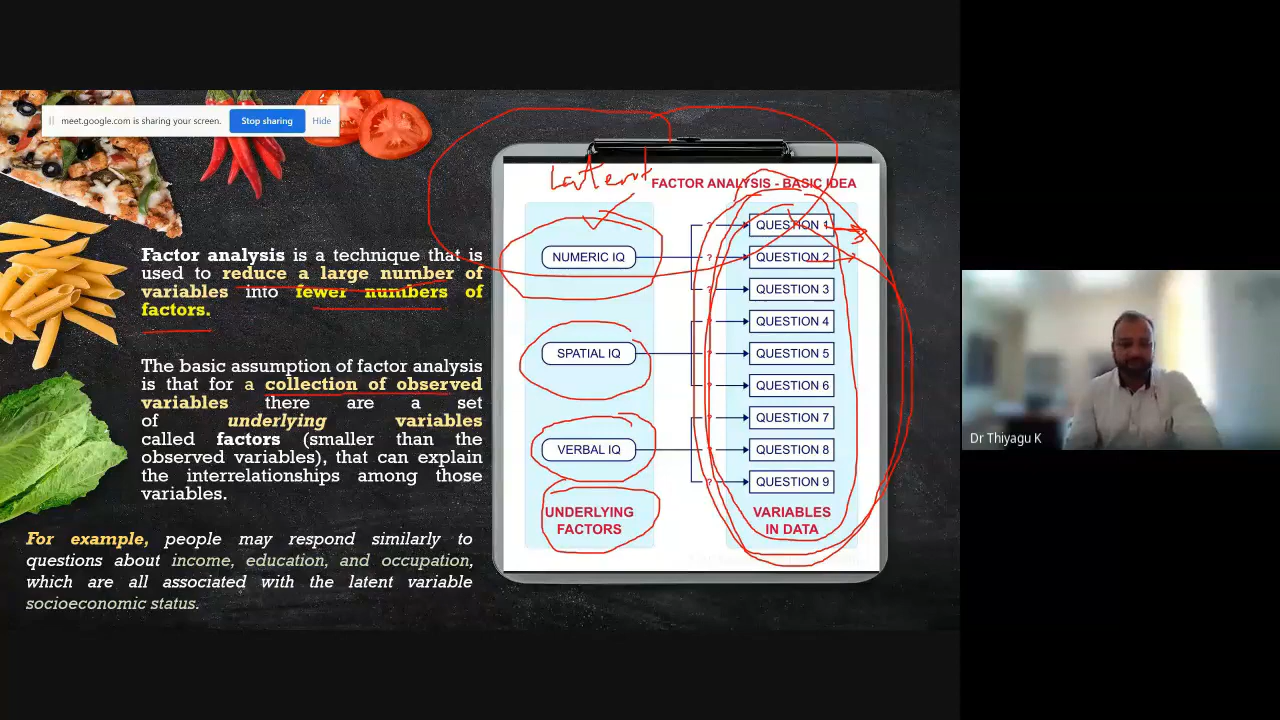 meet.google.com is sharing your screen.
Stop sharing
Hide
Factor analysis is a technique that is
used to reduce a large number of
variables into fewer numbers of
factors.
The basic assumption of factor analysis
is that for a collection of observed
variables there are a set
of underlying variables
called factors (smaller than the
observed variables), that can explain
the interrelationships among those
variables.
For example, people may respond similarly to
questions about income, education, and occupation,
which are all associated with the latent variable
socioeconomic status.
Latent
FACTOR ANALYSIS - BASIC IDEA
NUMERIC IQ
SPATIAL IQ
VERBAL IQ
UNDERLYING
FACTORS
?
?
?
?
?
?
?
?
?
QUESTION 1
QUESTION 2
QUESTION 3
QUESTION 4
QUESTION 5
QUESTION 6
QUESTION 7
QUESTION 8
QUESTION 9
VARIABLES
IN DATA
Dr Thiyagu K